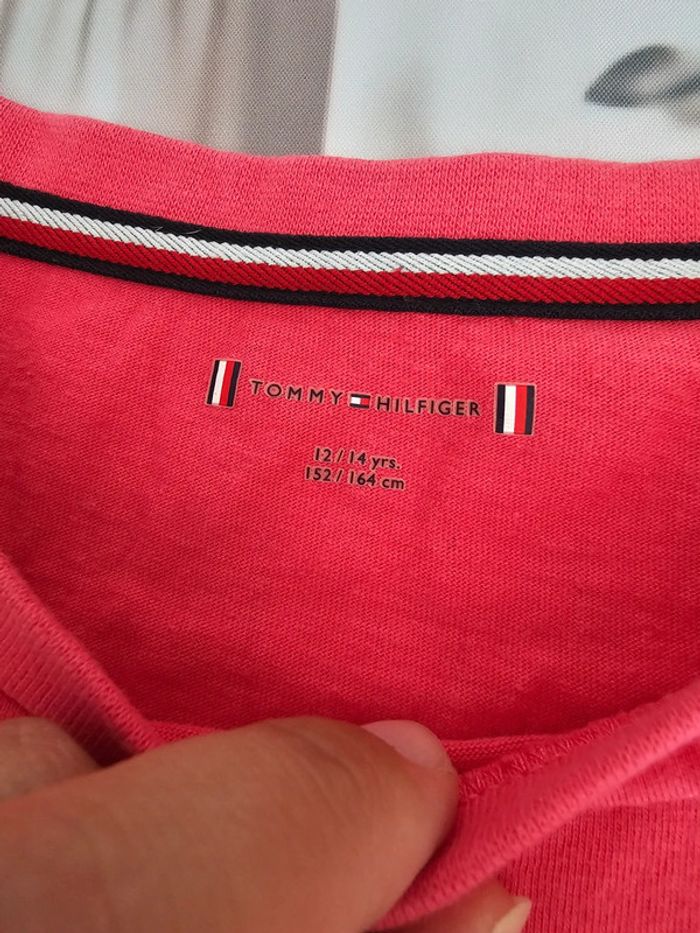 TOMMY HILFIGER
12/14 yrs.
152/164 cm